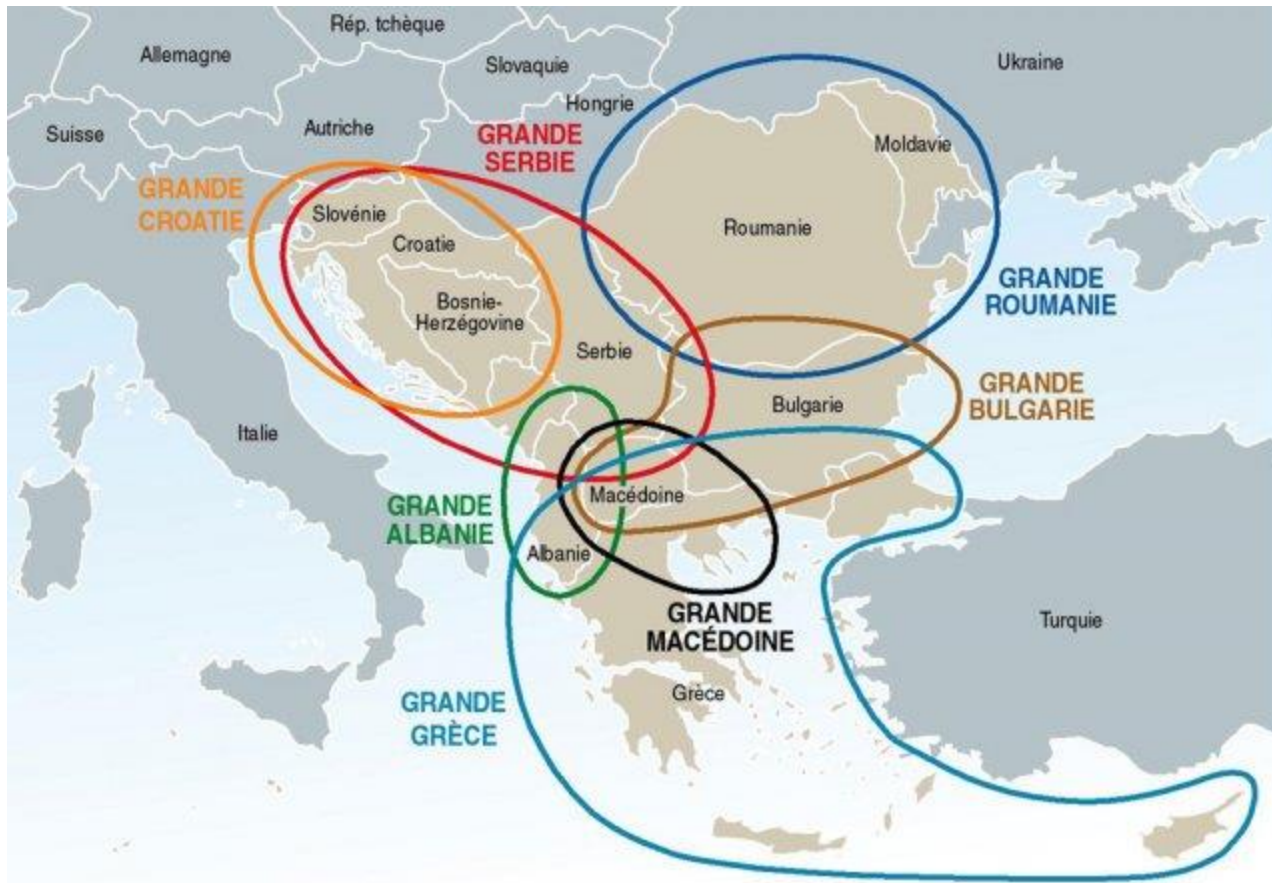 Rép. tchèque
Allemagne
Slovaquie
Ukraine
Hongrie
Suisse
Autriche
GRANDE
SERBIE
Moldavie
GRANDE
CROATIE
Slovénie
Croatie
Roumanie
Bosnie-
Herzégovine
GRANDE
ROUMANIE
Serbie
GRANDE
BULGARIE
Bulgarie
Italie
Macédoine
GRANDE
ALBANIE
Albanie
GRANDE
MACÉDOINE
Turquie
Grèce
GRANDE
GRÈCE